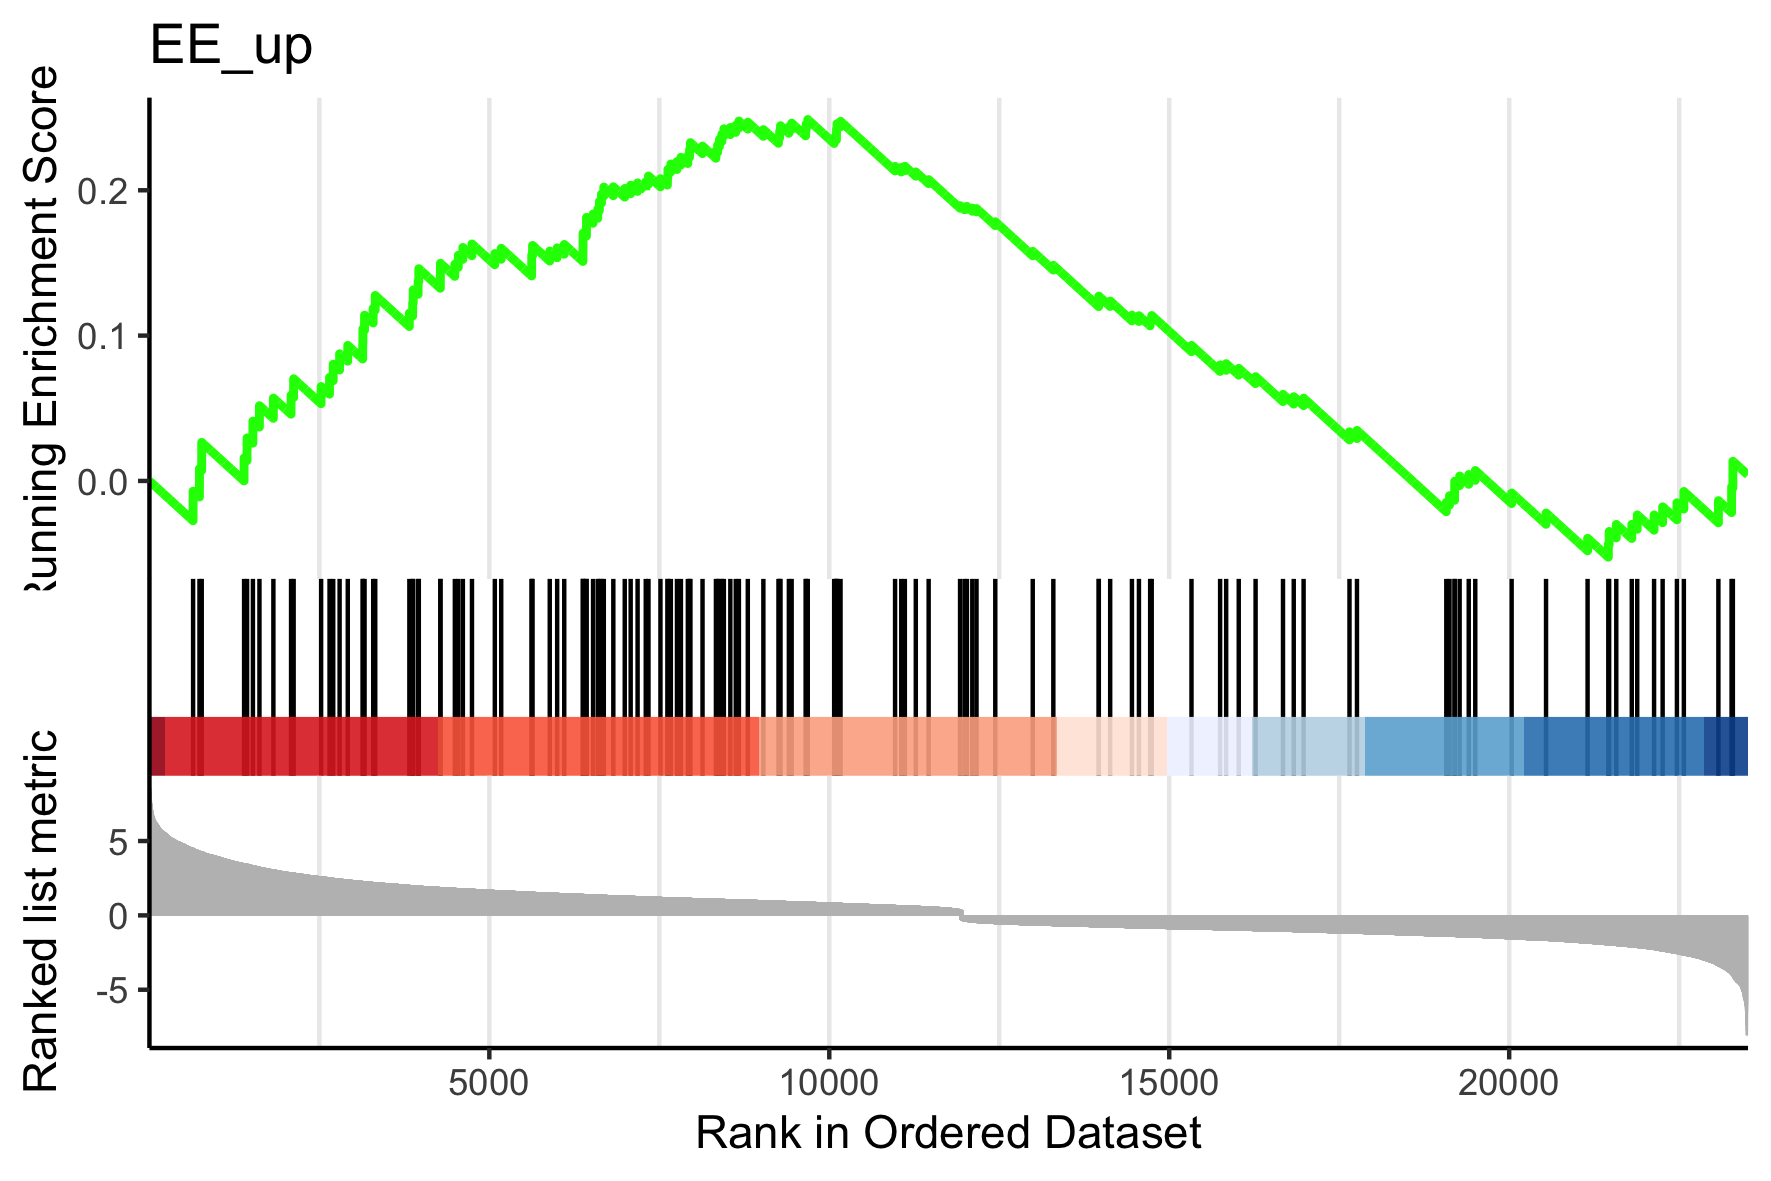 EE_up
Running Enrichment Score
0.2
0.1
0.0
Ranked list metric
5
0
-5
5000
10000
15000
20000
Rank in Ordered Dataset